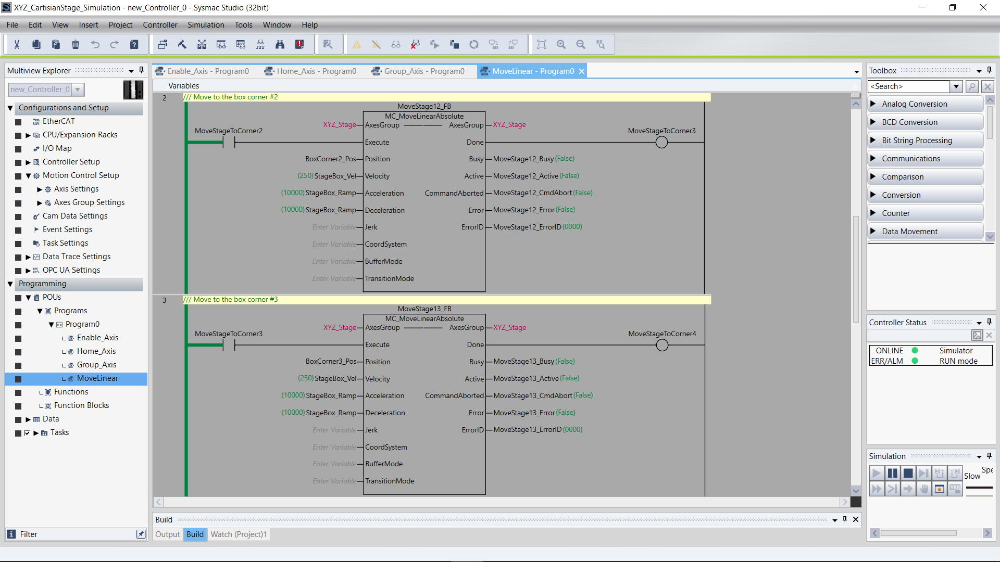 XYZ_CartisianStage_Simulation - new_Controller_0 - Sysmac Studio (32bit)
File Edit View Insert Project Controller Simulation Tools Window Help
Multiview Explorer
new_Controller_0
Configurations and Setup
EtherCAT
CPU/Expansion Racks
I/O Map
Controller Setup
Motion Control Setup
Axis Settings
Axes Group Settings
Cam Data Settings
Event Settings
Task Settings
Data Trace Settings
OPC UA Settings
Programming
POUs
Programs
Program0
Enable_Axis
Home_Axis
Group_Axis
MoveLinear
Functions
Function Blocks
Data
Tasks
Filter
Enable_Axis - Program0 Home_Axis - Program0 Group_Axis - Program0 MoveLinear - Program0
Variables
2 /// Move to the box corner #2
MoveStage12_FB
MC_MoveLinearAbsolute
XYZ_Stage AxesGroup AxesGroup XYZ_Stage
MoveStageToCorner2 MoveStageToCorner3
Execute Done
BoxCorner2_Pos Position Busy MoveStage12_Busy (False)
(250) StageBox_Vel Velocity Active MoveStage12_Active (False)
(10000) StageBox_Ramp Acceleration CommandAborted MoveStage12_CmdAbort (False)
(10000) StageBox_Ramp Deceleration Error MoveStage12_Error (False)
Enter Variable Jerk ErrorID MoveStage12_ErrorID (0000)
Enter Variable CoordSystem
Enter Variable BufferMode
Enter Variable TransitionMode
3 /// Move to the box corner #3
MoveStage13_FB
MC_MoveLinearAbsolute
XYZ_Stage AxesGroup AxesGroup XYZ_Stage
MoveStageToCorner3 MoveStageToCorner4
Execute Done
BoxCorner3_Pos Position Busy MoveStage13_Busy (False)
(250) StageBox_Vel Velocity Active MoveStage13_Active (False)
(10000) StageBox_Ramp Acceleration CommandAborted MoveStage13_CmdAbort (False)
(10000) StageBox_Ramp Deceleration Error MoveStage13_Error (False)
Enter Variable Jerk ErrorID MoveStage13_ErrorID (0000)
Enter Variable CoordSystem
Enter Variable BufferMode
Enter Variable TransitionMode
Build
Output Build Watch (Project)1
Toolbox
<Search>
Analog Conversion
BCD Conversion
Bit String Processing
Communications
Comparison
Conversion
Counter
Data Movement
Controller Status
ONLINE Simulator
ERR/ALM RUN mode
Simulation
Spe
Slow